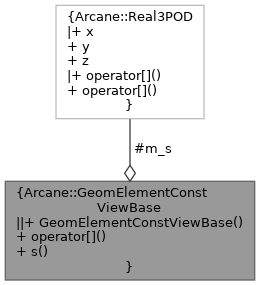 {Arcane::Real3POD
|+ x
+ y
+ z
|+ operator[]()
+ operator[]()
}
#m_s
{Arcane::GeomElementConst
ViewBase
||+ GeomElementConstViewBase()
+ operator[]()
+ s()
}